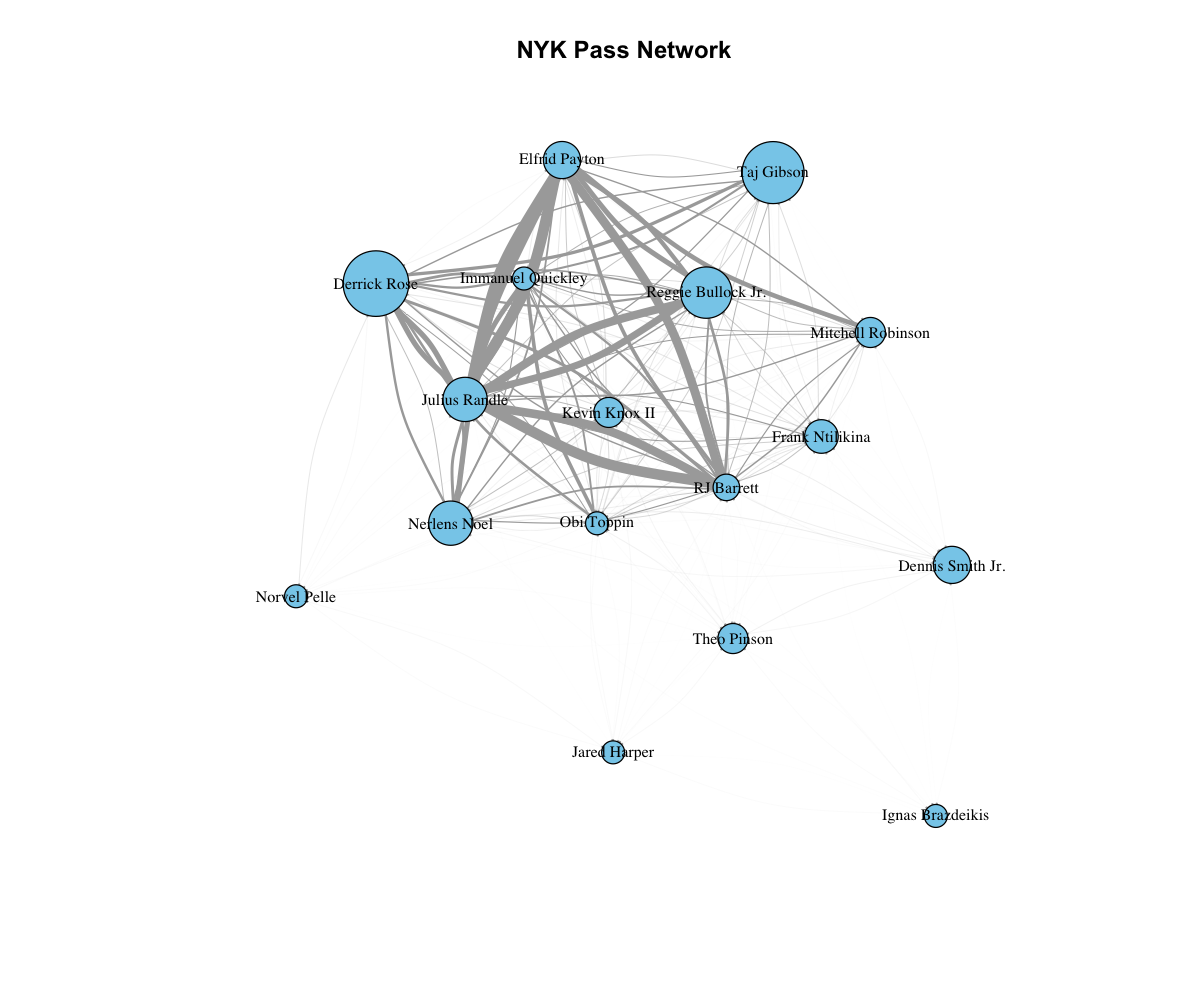 NYK Pass Network
Elfrid Payton
Taj Gibson
Immanuel Quickley
Derrick Rose
Reggie Bullock Jr.
Mitchell Robinson
Julius Randle
Kevin Knox II
Frank Ntilikina
RJ Barrett
Nerlens Noel
Obi Toppin
Dennis Smith Jr.
Norvel Pelle
Theo Pinson
Jared Harper
Ignas Brazdeikis